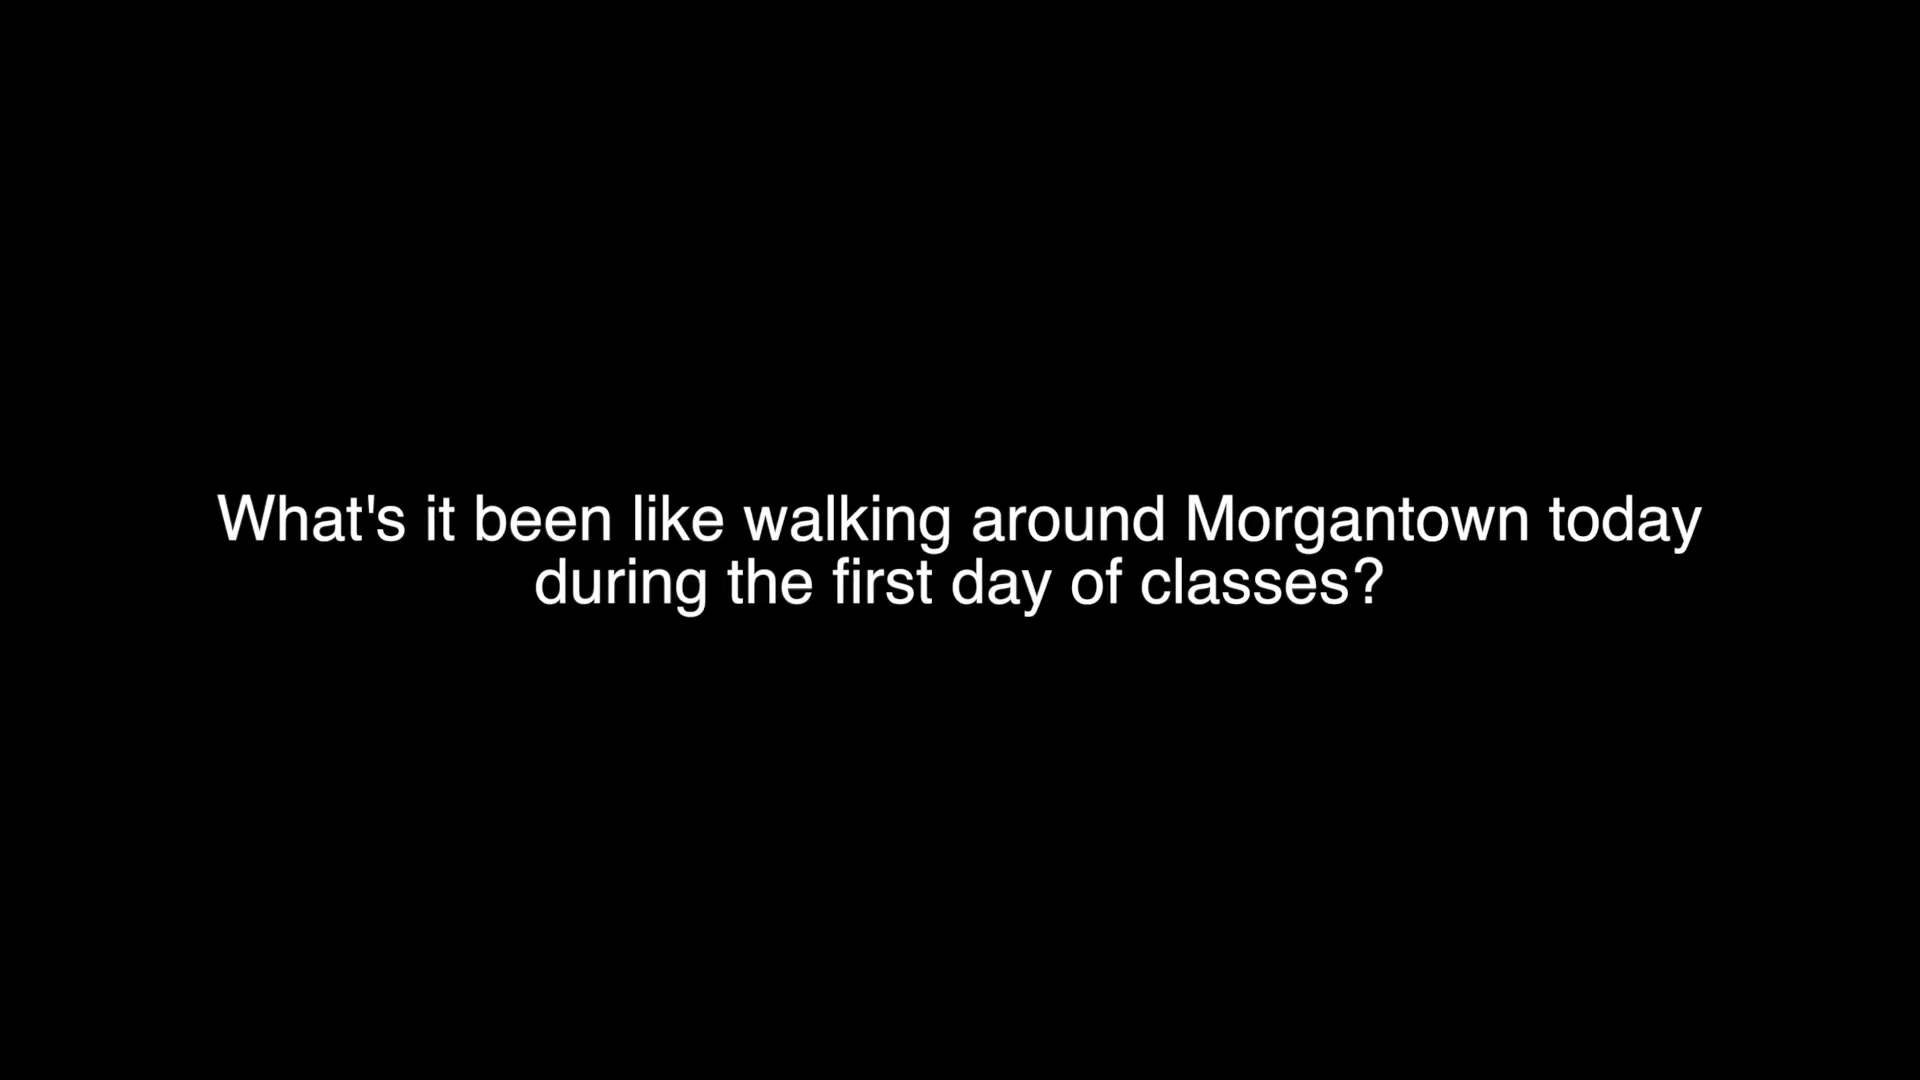 What's it been like walking around Morgantown today
during the first day of classes?